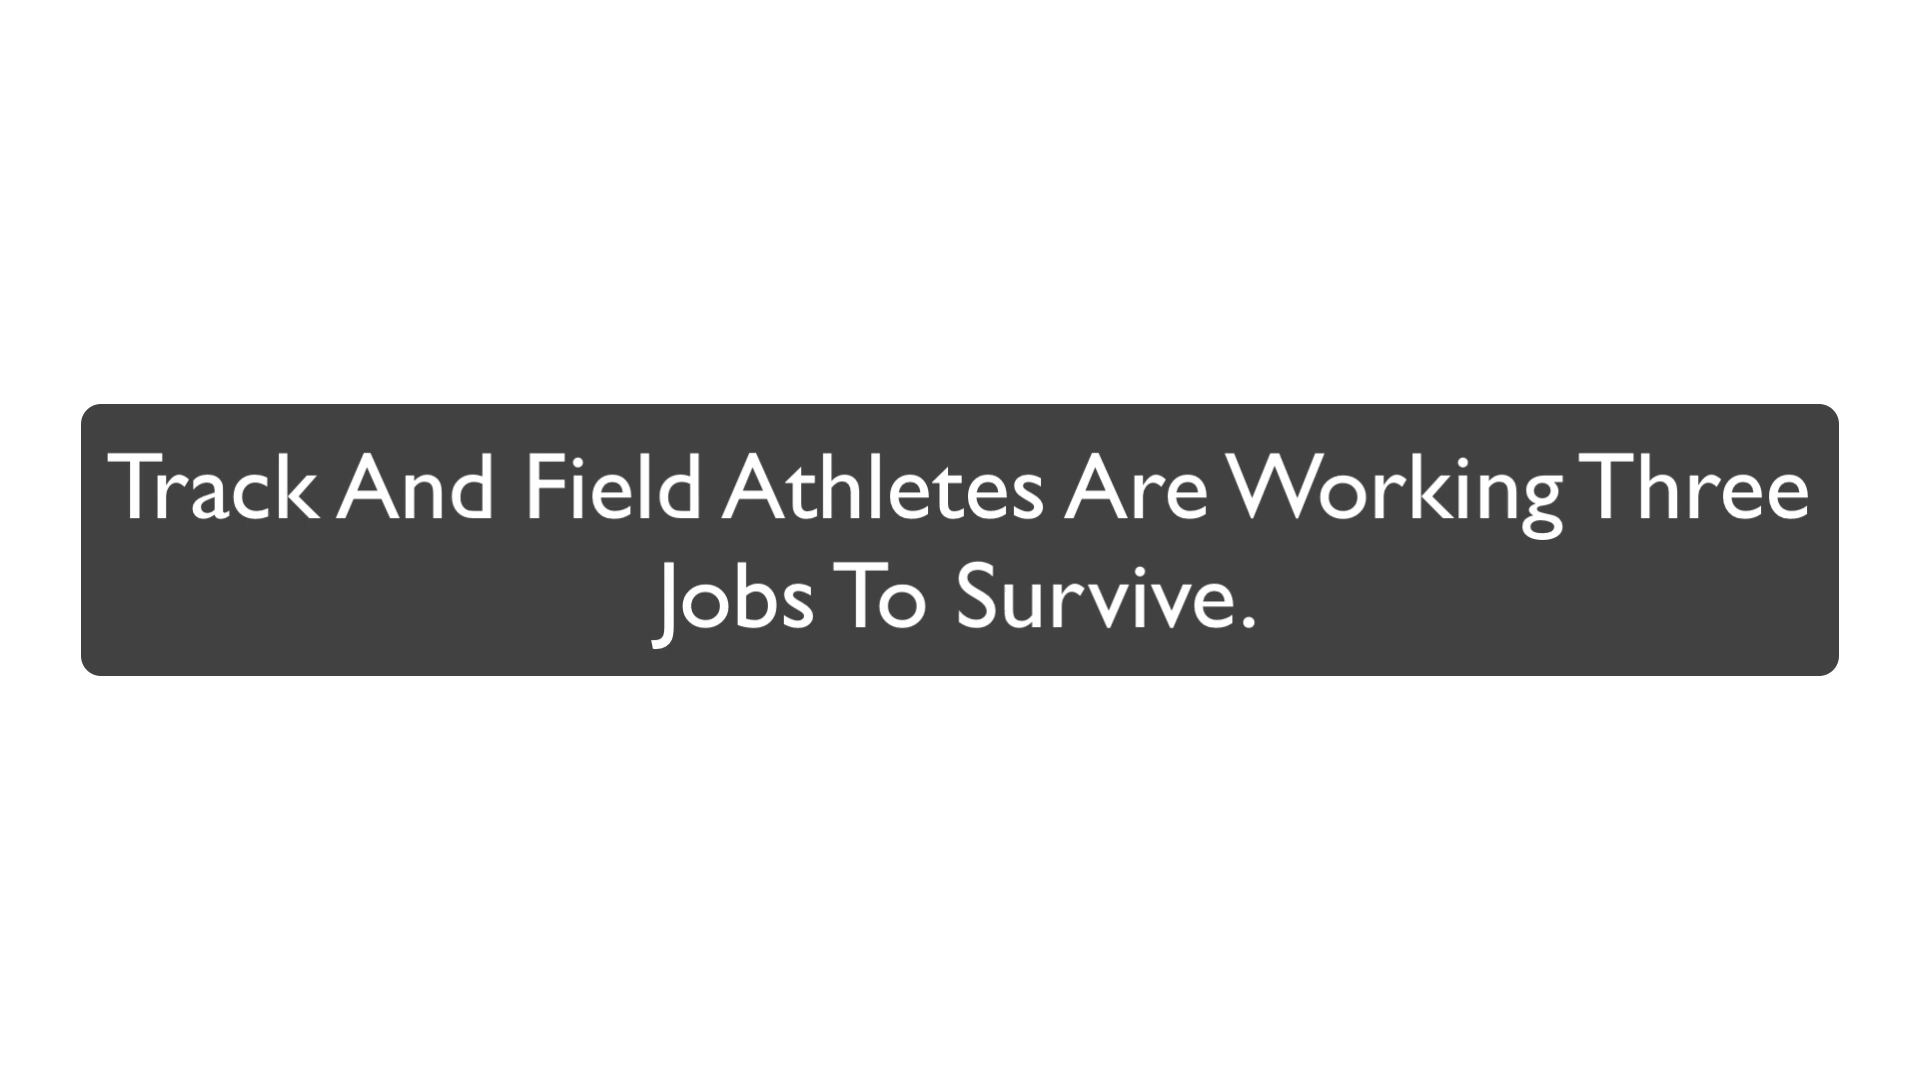 Track And Field Athletes Are Working Three
Jobs To Survive.